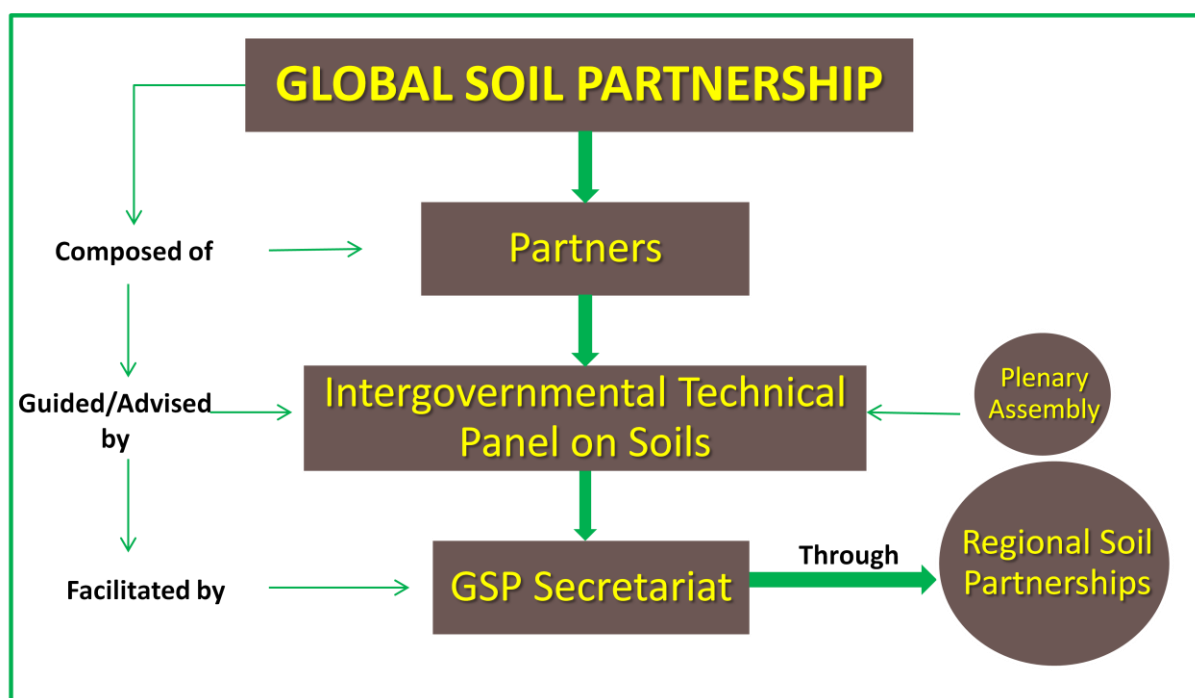 GLOBAL SOIL PARTNERSHIP
Composed of
Partners
Guided/Advised
by
Intergovernmental Technical
Panel on Soils
Plenary
Assembly
Facilitated by
GSP Secretariat
Through
Regional Soil
Partnerships